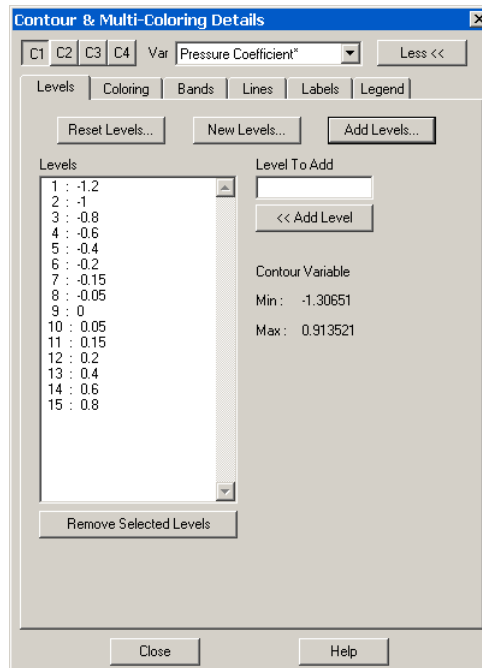 Contour & Multi-Coloring Details
C1 C2 C3 C4 Var Pressure Coefficient* Less <<
Levels Coloring Bands Lines Labels Legend
Reset Levels... New Levels... Add Levels...
Levels
1 : -1.2
2 : -1
3 : -0.8
4 : -0.6
5 : -0.4
6 : -0.2
7 : -0.15
8 : -0.05
9 : 0
10 : 0.05
11 : 0.15
12 : 0.2
13 : 0.4
14 : 0.6
15 : 0.8
Level To Add
<< Add Level
Contour Variable
Min : -1.30651
Max : 0.913521
Remove Selected Levels
Close Help